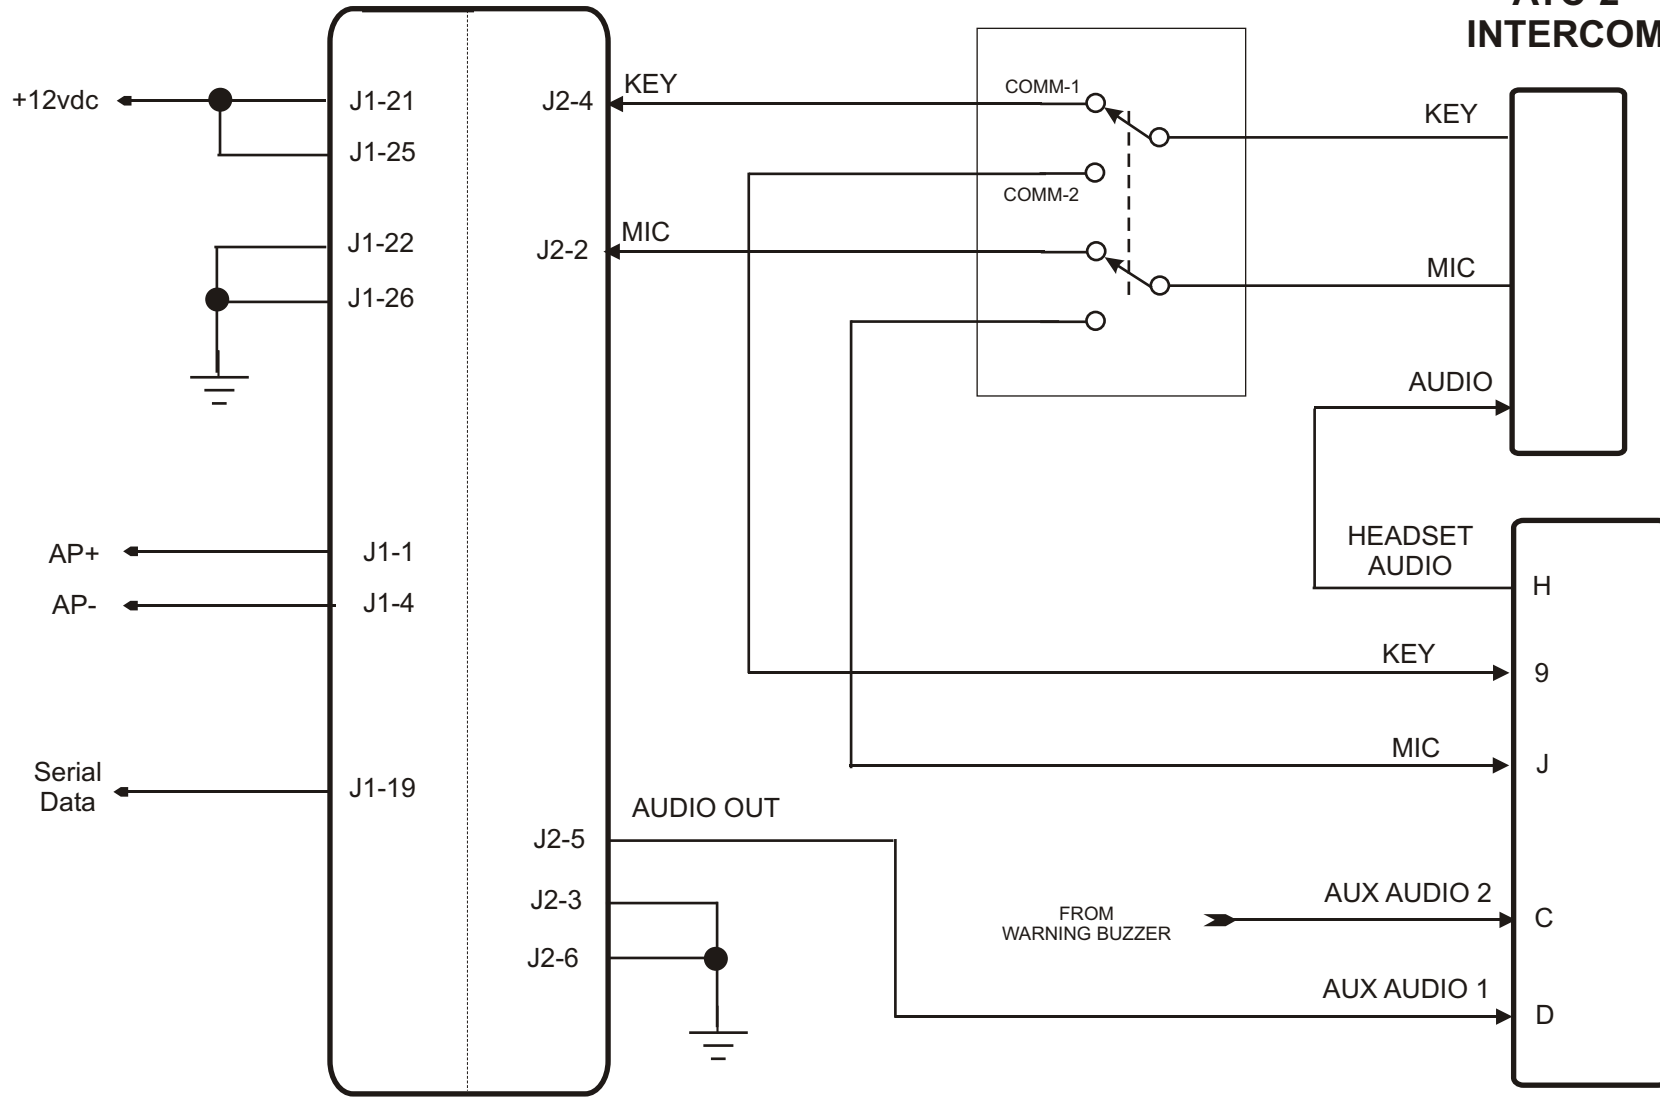 INTERCOM
+12vdc
J1-21
J1-25
J1-22
J1-26
AP+
J1-1
AP-
J1-4
Serial
Data
J1-19
J2-4
KEY
J2-2
MIC
J2-5
AUDIO OUT
J2-3
J2-6
COMM-1
COMM-2
KEY
MIC
AUDIO
HEADSET
AUDIO
H
KEY
9
MIC
J
FROM
WARNING BUZZER
AUX AUDIO 2
C
AUX AUDIO 1
D